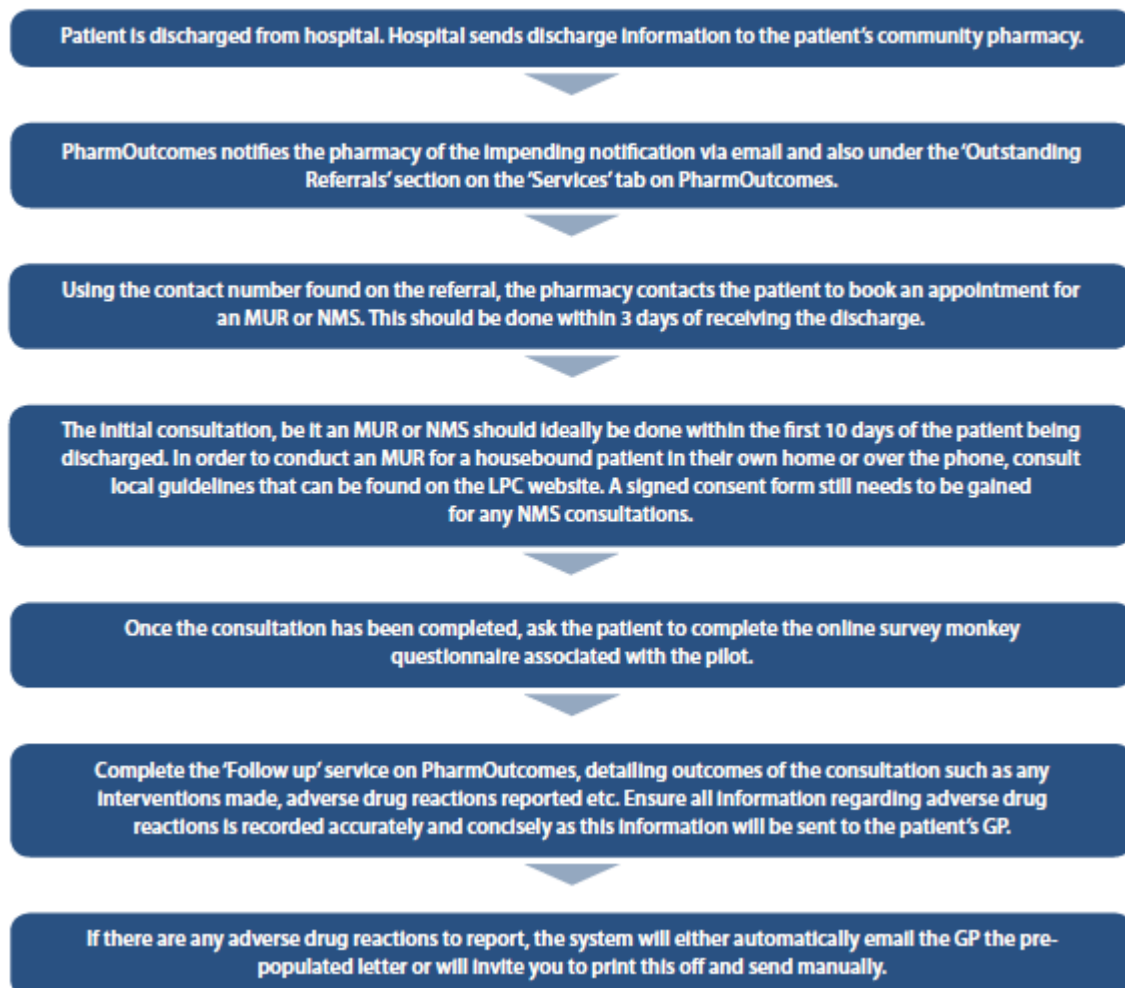 Patient is discharged from hospital. Hospital sends discharge information to the patient's community pharmacy.
PharmOutcomes notifies the pharmacy of the impending notification via email and also under the 'Outstanding
Referrals' section on the 'Services' tab on PharmOutcomes.
Using the contact number found on the referral, the pharmacy contacts the patient to book an appointment for
an MUR or NMS. This should be done within 3 days of receiving the discharge.
The initial consultation, be it an MUR or NMS should ideally be done within the first 10 days of the patient being
discharged. In order to conduct an MUR for a housebound patient in their own home or over the phone, consult
local guidelines that can be found on the LPC website. A signed consent form still needs to be gained
for any NMS consultations.
Once the consultation has been completed, ask the patient to complete the online survey monkey
questionnaire associated with the pilot.
Complete the 'Follow up' service on PharmOutcomes, detailing outcomes of the consultation such as any
interventions made, adverse drug reactions reported etc. Ensure all information regarding adverse drug
reactions is recorded accurately and concisely as this information will be sent to the patient's GP.
If there are any adverse drug reactions to report, the system will either automatically email the GP the pre-
populated letter or will invite you to print this off and send manually.